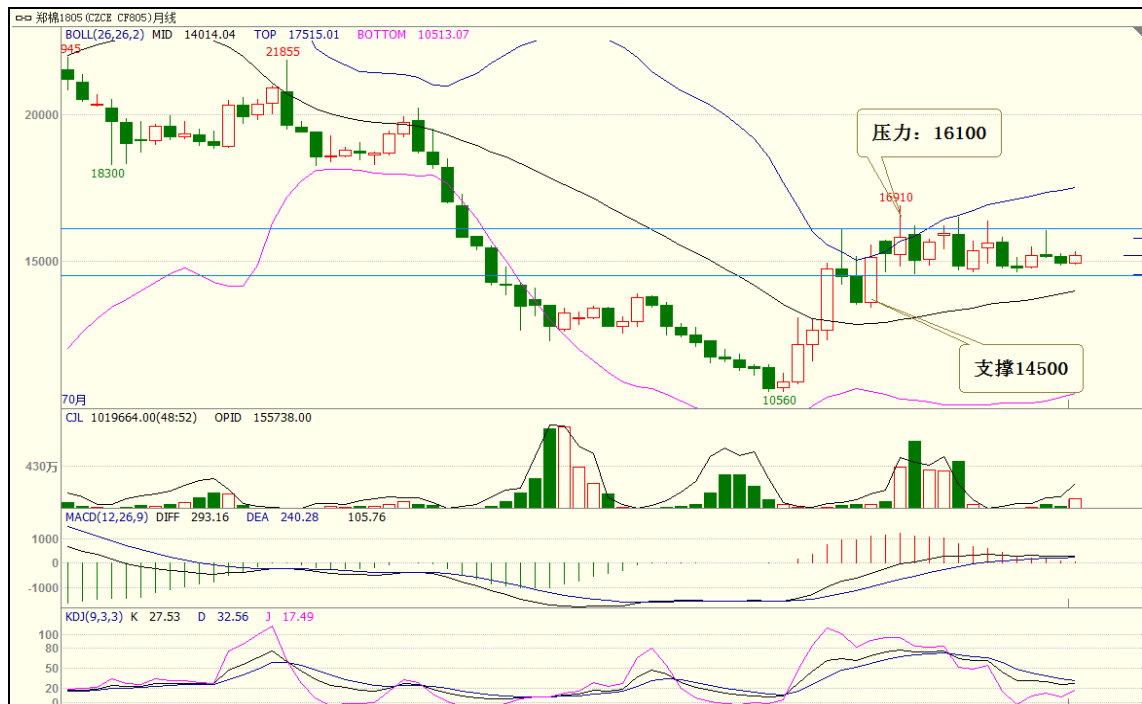 郑棉1805(CZCE CF805)月线
BOLL(26,26,2) MID 14014.04 TOP 17515.01 BOTTOM 10513.07
945
21855
20000
压力：16100
18300
16910
15000
支撑14500
70月
10560
CJL 1019664.00(48:52) OPID 155738.00
430万
MACD(12,26,9) DIFF 293.16 DEA 240.28 105.76
1000
0
-1000
KDJ(9,3,3) K 27.53 D 32.56 J 17.49
100
80
50
20
0